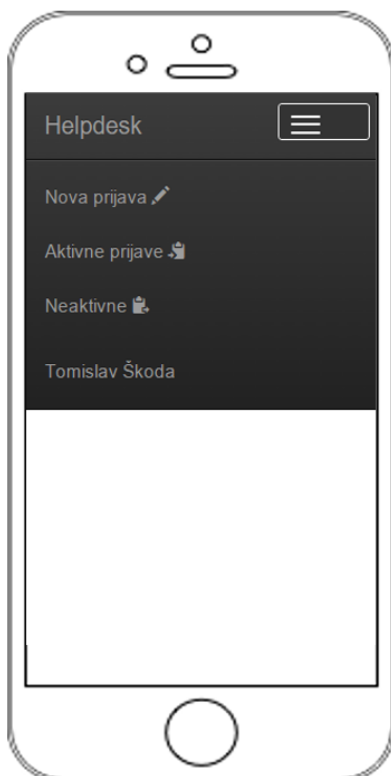 Helpdesk
Nova prijava
Aktivne prijave
Neaktivne
Tomislav Škoda